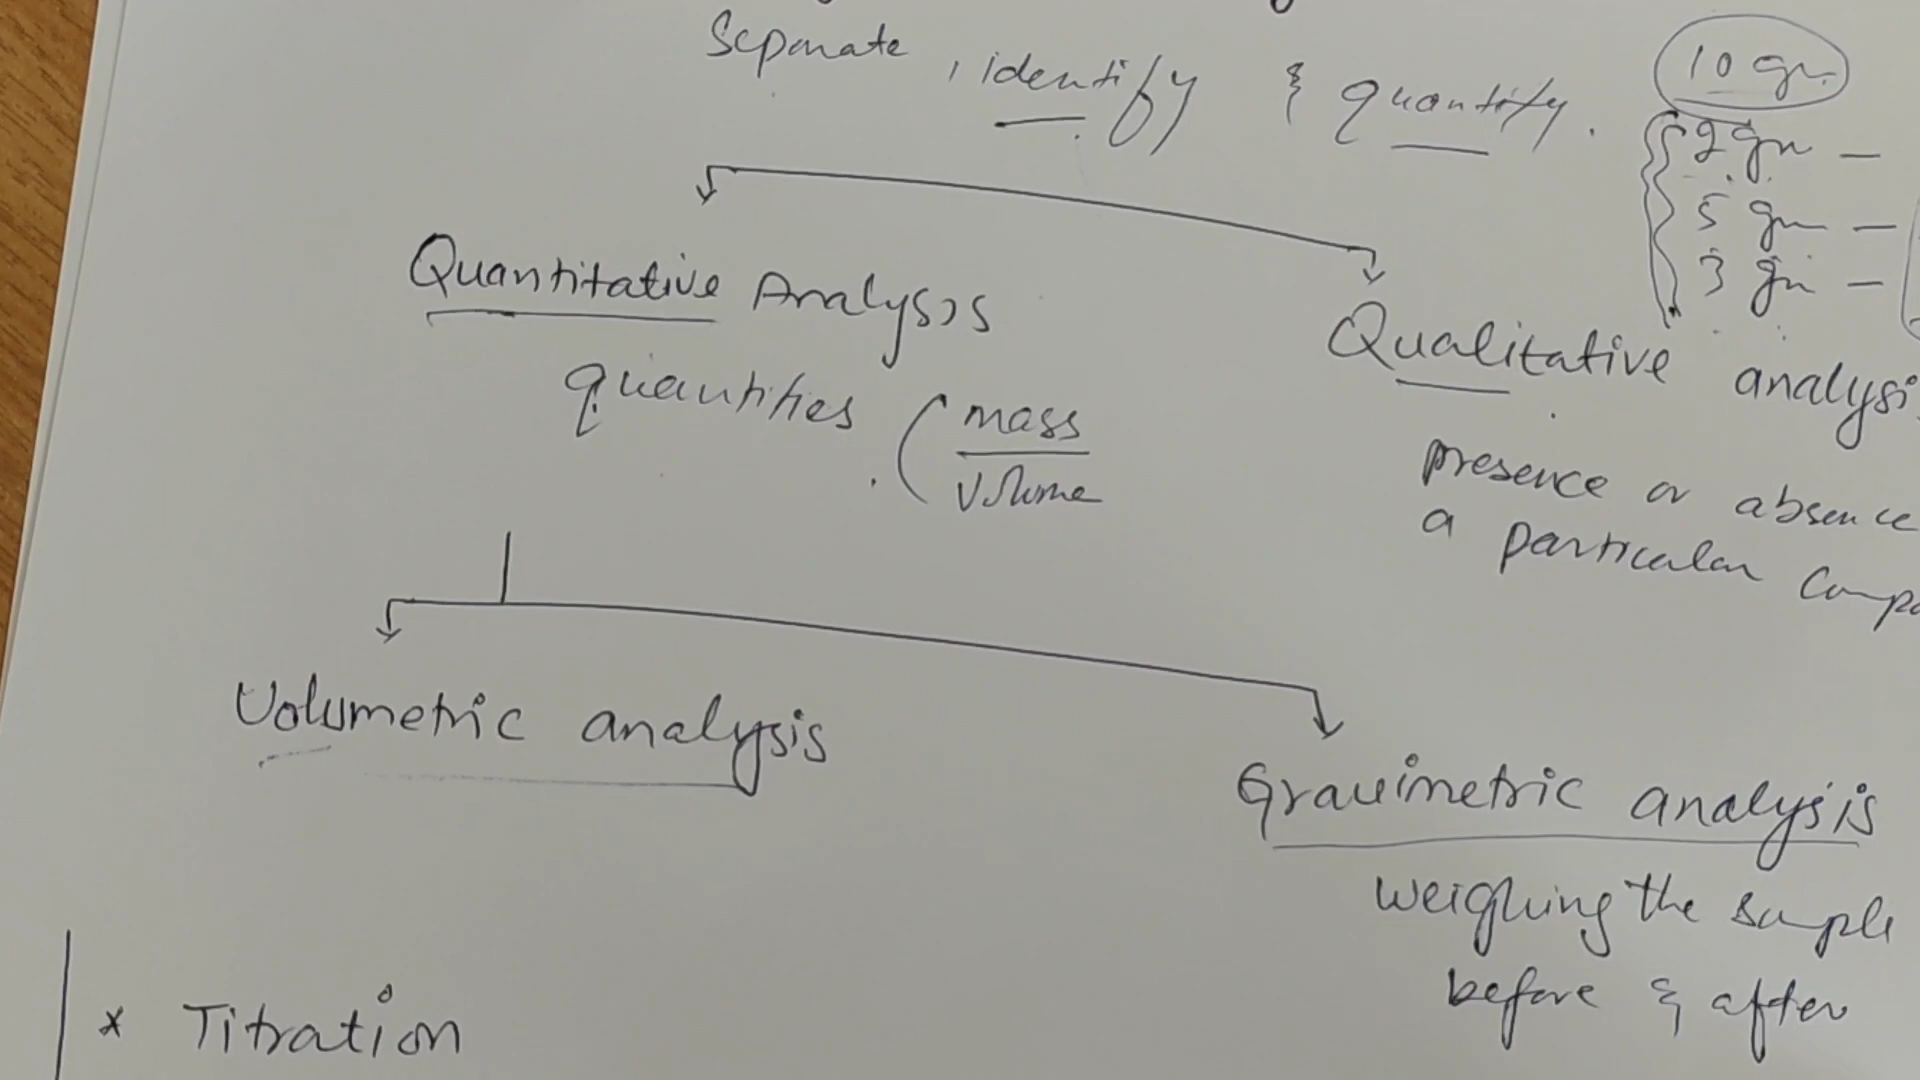 Separate, identify & quantify.
10 gm
2 gm —
5 gm —
3 gm —
Quantitative Analysis
Qualitative analysis
quantities. ( mass
volume
presence or absence
a particular
Volumetric analysis
Gravimetric analysis
weighing the sample
before & after
* Titration